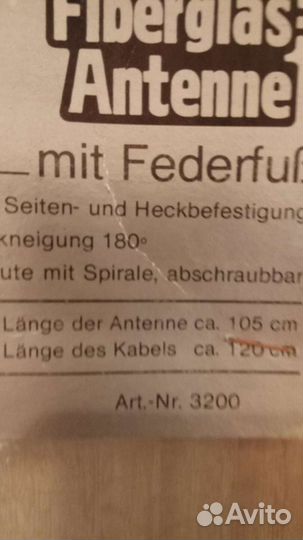 Fiberglas-
Antenne
mit Federfuß
Seiten- und Heckbefestigung
kneigung 180°
ute mit Spirale, abschraubbar
Länge der Antenne ca. 105 cm
Länge des Kabels ca. 120 cm
Art.-Nr. 3200
Avito